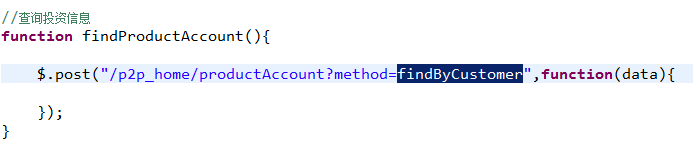 //查询投资信息
function findProductAccount(){
$.post("/p2p_home/productAccount?method=findByCustomer",function(data){
});
}